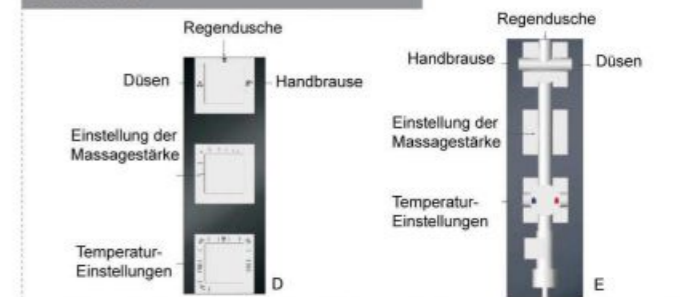 Regendusche
Düsen
Handbrause
Einstellung der
Massagestärke
Temperatur-
Einstellungen
D
Regendusche
Handbrause
Düsen
Einstellung der
Massagestärke
Temperatur-
Einstellungen
E